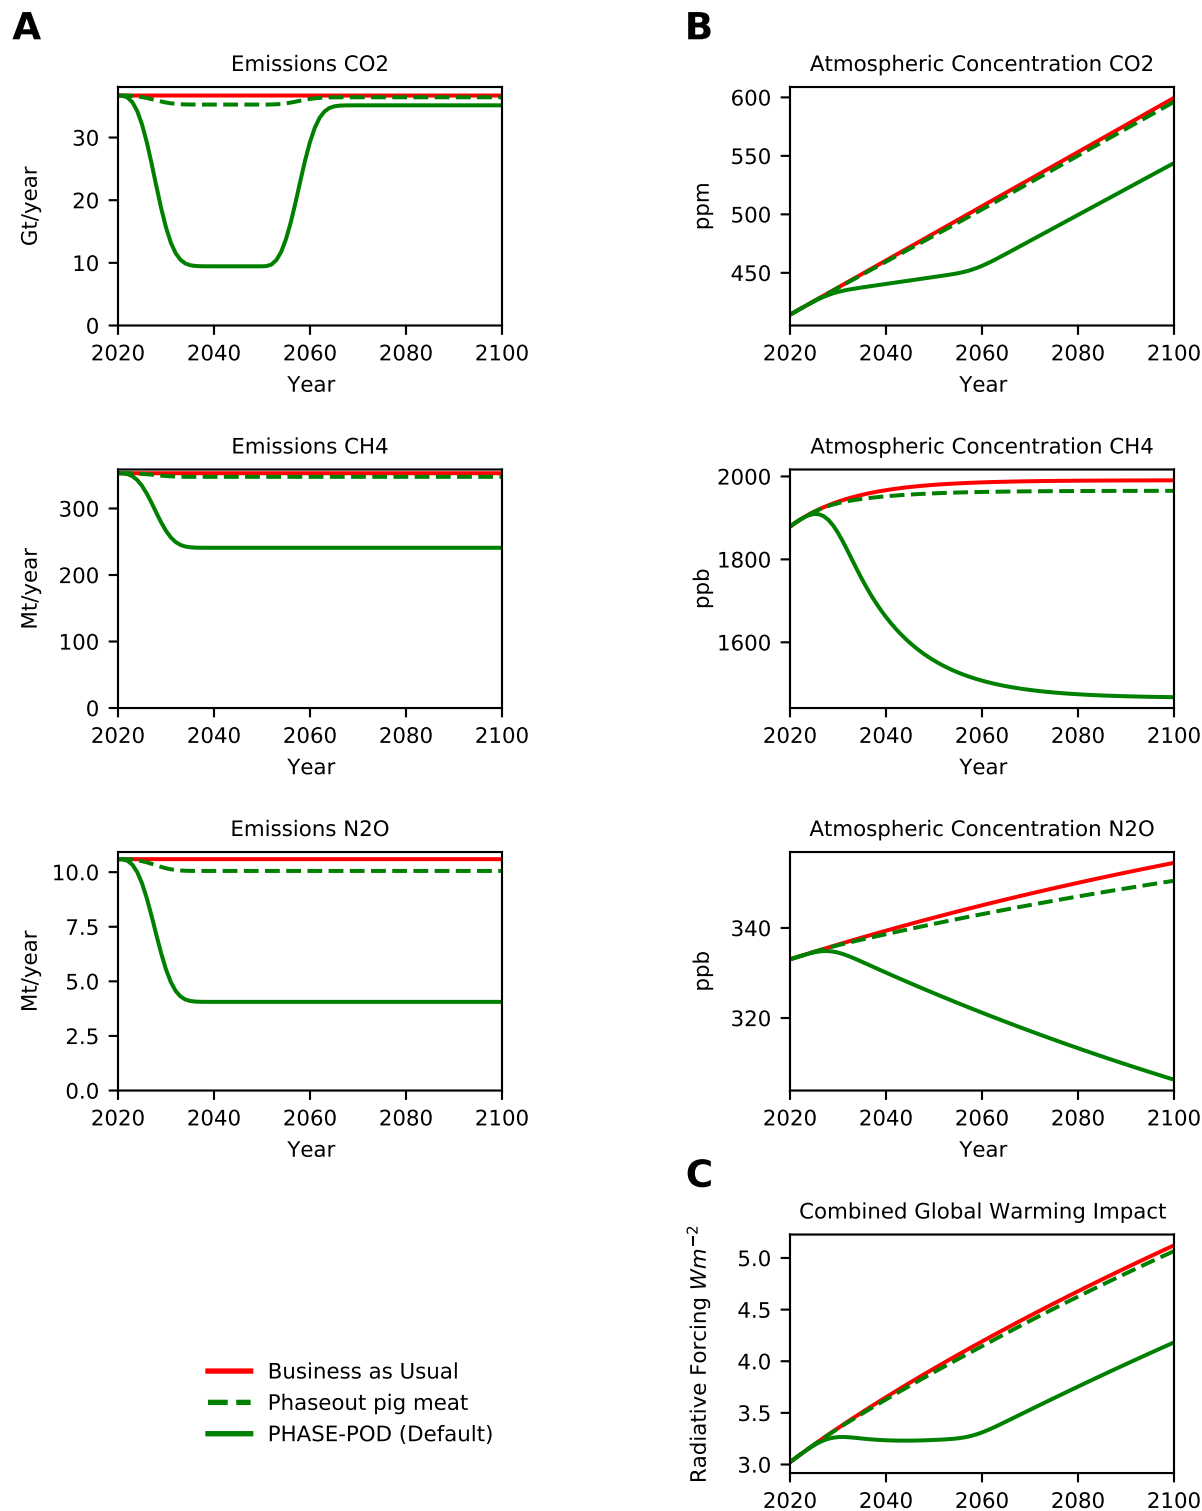 A
Emissions CO2
Gt/year
30
20
10
0
2020 2040 2060 2080 2100
Year
Emissions CH4
Mt/year
300
200
100
0
2020 2040 2060 2080 2100
Year
Emissions N2O
Mt/year
10.0
7.5
5.0
2.5
0.0
2020 2040 2060 2080 2100
Year
Business as Usual
Phaseout pig meat
PHASE-POD (Default)
B
Atmospheric Concentration CO2
ppm
600
550
500
450
2020 2040 2060 2080 2100
Year
Atmospheric Concentration CH4
ppb
2000
1800
1600
2020 2040 2060 2080 2100
Year
Atmospheric Concentration N2O
ppb
340
320
2020 2040 2060 2080 2100
Year
C
Combined Global Warming Impact
Radiative Forcing Wm⁻²
5.0
4.5
4.0
3.5
3.0
2020 2040 2060 2080 2100